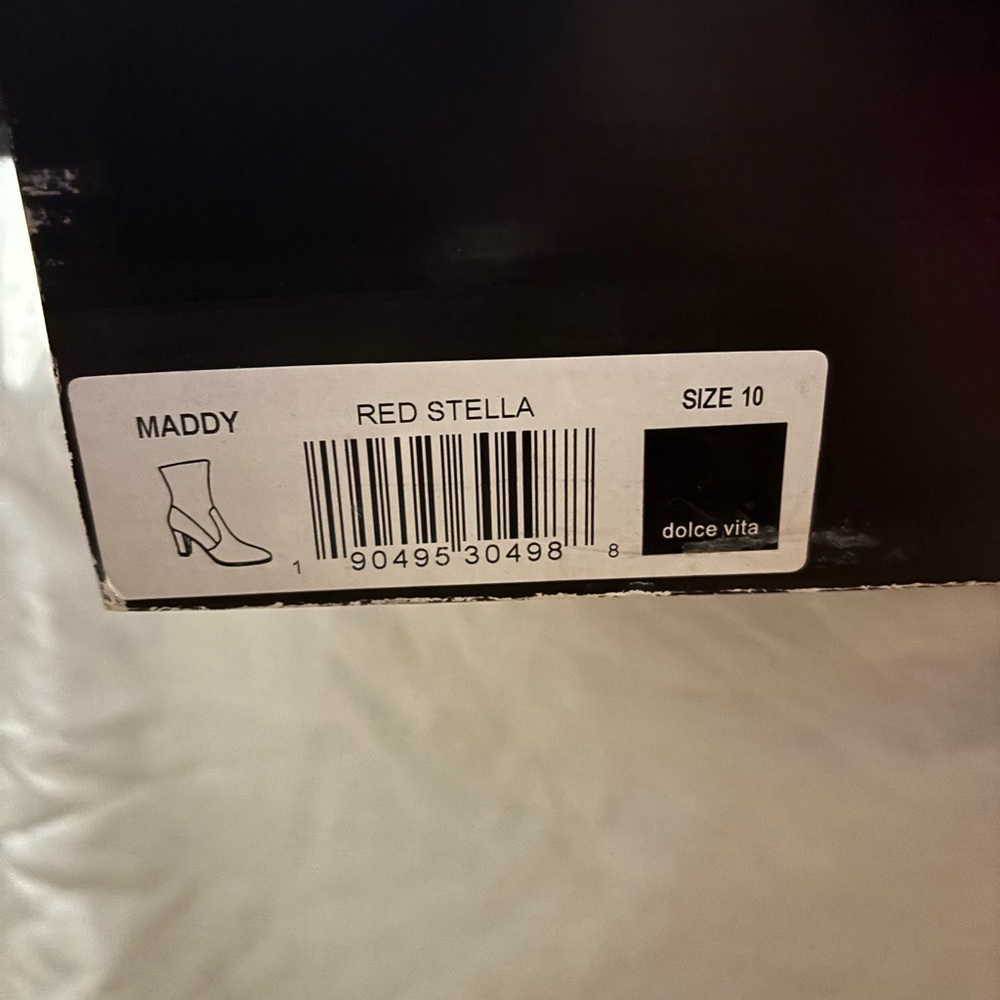 MADDY
RED STELLA
SIZE 10
1 90495 30498 8
dolce vita